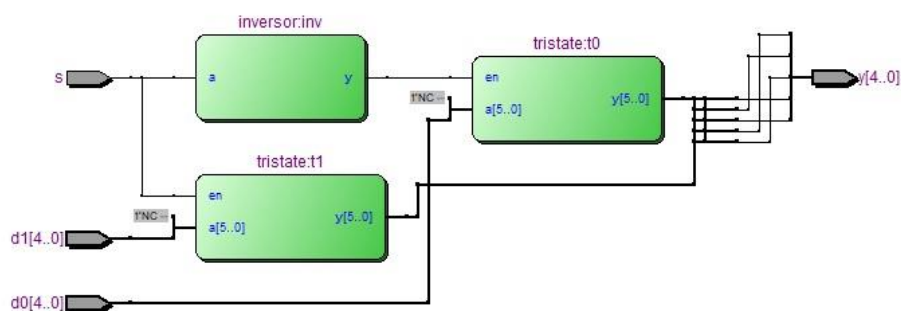 inversor:inv
s
a
y
tristate:t0
en
1'NC --
a[5..0]
y[5..0]
y[4..0]
tristate:t1
en
1'NC --
a[5..0]
y[5..0]
d1[4..0]
d0[4..0]